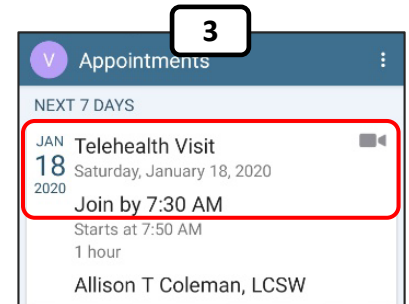 3
V Appointments
NEXT 7 DAYS
JAN
18
2020
Telehealth Visit
Saturday, January 18, 2020
Join by 7:30 AM
Starts at 7:50 AM
1 hour
Allison T Coleman, LCSW